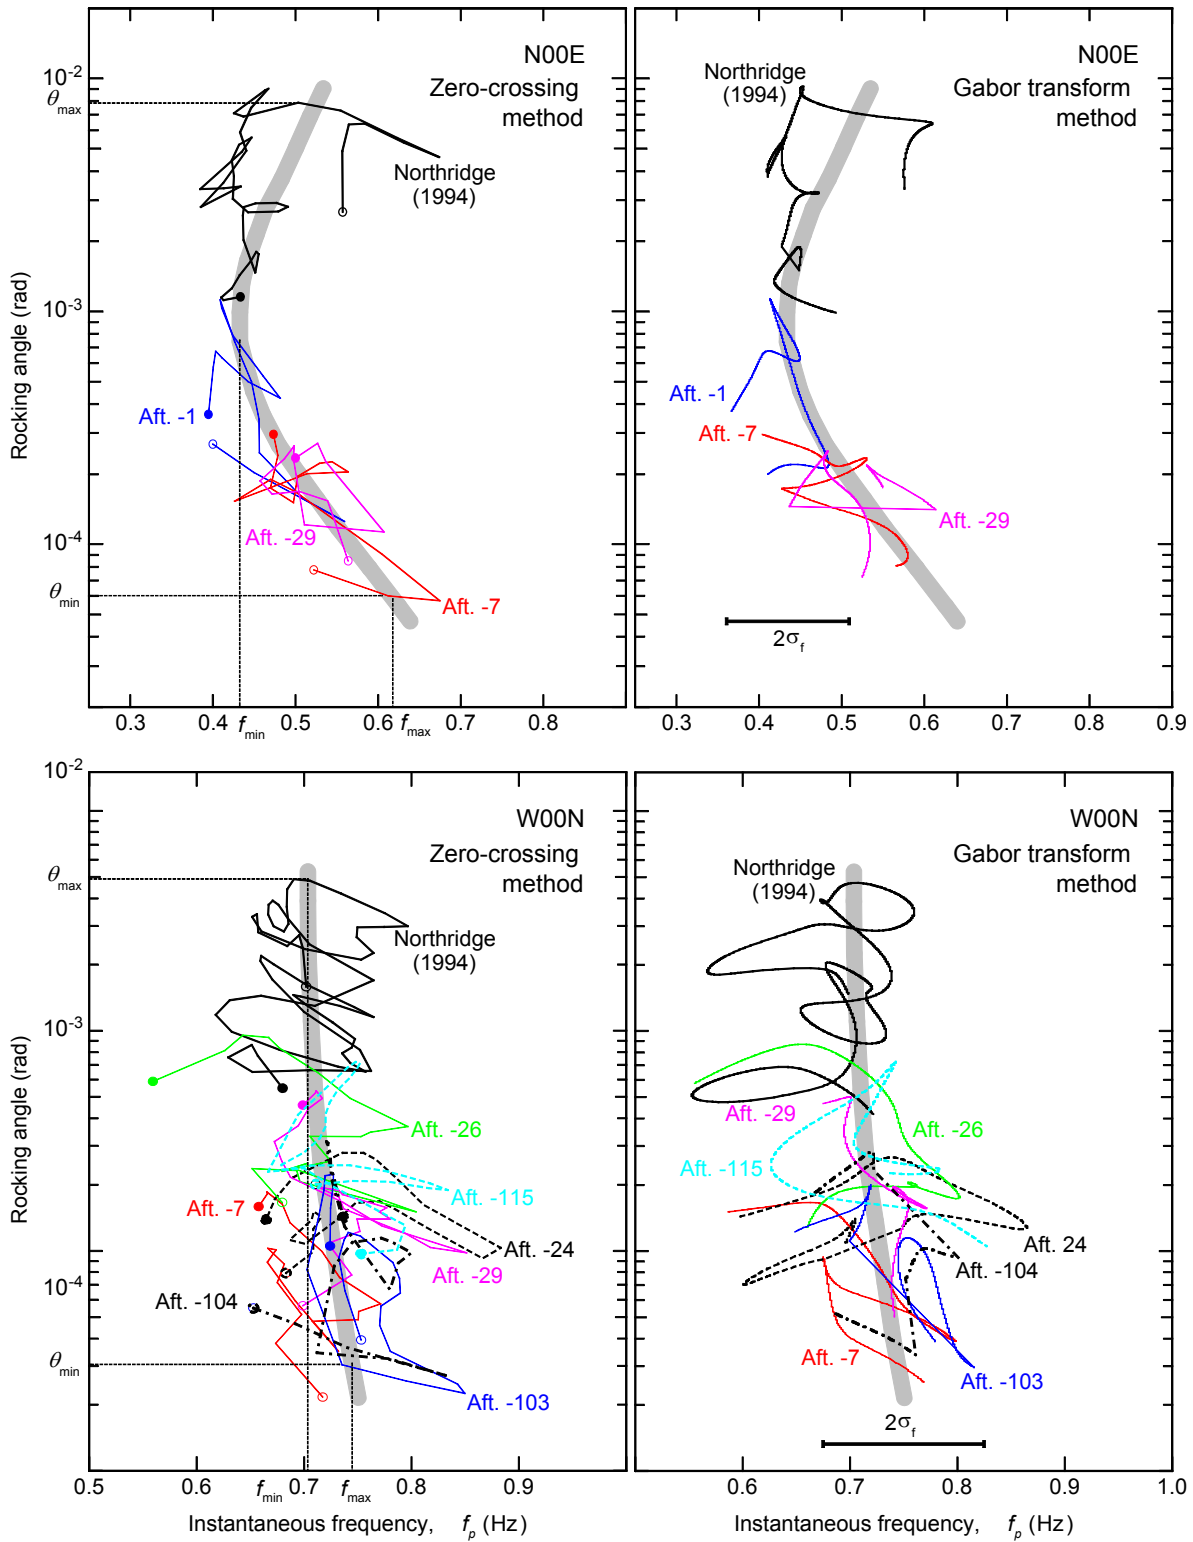 N00E
Zero-crossing
method
10-2
θmax
Northridge
(1994)
10-3
Aft. -1
Aft. -29
10-4
θmin
Aft. -7
Rocking angle (rad)
0.3
0.4
fmin
0.5
0.6
fmax
0.7
0.8
N00E
Gabor transform
method
Northridge
(1994)
Aft. -1
Aft. -7
Aft. -29
2σf
0.3
0.4
0.5
0.6
0.7
0.8
0.9
10-2
W00N
Zero-crossing
method
θmax
Northridge
(1994)
10-3
Aft. -26
Aft. -115
Aft. -7
Aft. -24
Aft. -29
10-4
Aft. -104
θmin
Aft. -103
Rocking angle (rad)
0.5
0.6
fmin
0.7
fmax
0.8
0.9
Instantaneous frequency, fp (Hz)
W00N
Gabor transform
method
Northridge
(1994)
Aft. -29
Aft. -26
Aft. -115
Aft. 24
Aft. -104
Aft. -7
Aft. -103
2σf
0.6
0.7
0.8
0.9
1.0
Instantaneous frequency, fp (Hz)